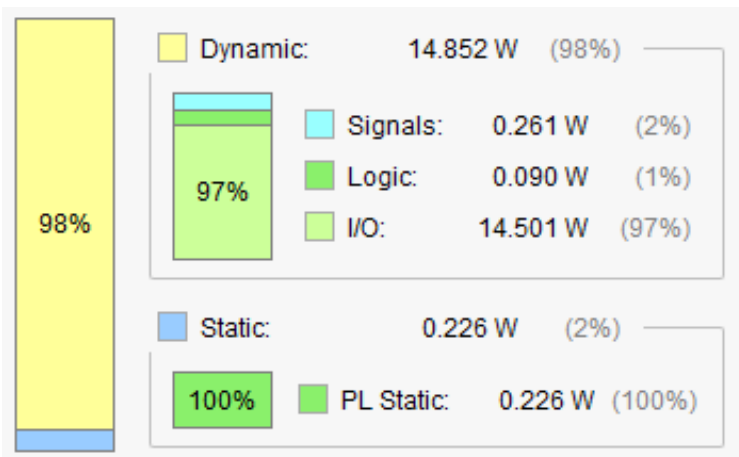 Dynamic: 14.852 W (98%)
Signals: 0.261 W (2%)
Logic: 0.090 W (1%)
97%
I/O: 14.501 W (97%)
98%
Static: 0.226 W (2%)
100% PL Static: 0.226 W (100%)